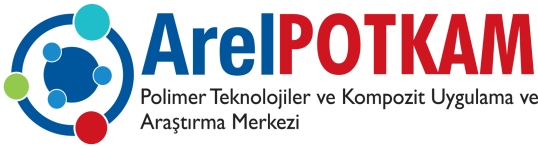 ArelPOTKAM
Polimer Teknolojiler ve Kompozit Uygulama ve
Araştırma Merkezi